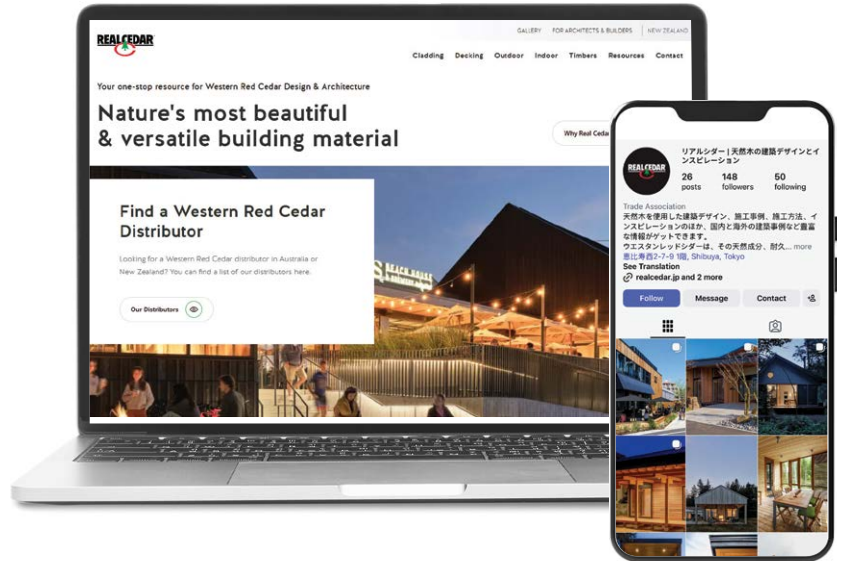 REAL CEDAR
GALLERY FOR ARCHITECTS & BUILDERS NEW ZEALAND
Cladding Decking Outdoor Indoor Timbers Resources Contact
Your one-stop resource for Western Red Cedar Design & Architecture
Nature's most beautiful
& versatile building material
Why Real Cedar
Find a Western Red Cedar
Distributor
Looking for a Western Red Cedar distributor in Australia or
New Zealand? You can find a list of our distributors here.
Our Distributors
BEACH HOUSE
REAL CEDAR
リアルシダー | 天然木の建築デザインとイ
ンスピレーション
26 148 50
posts followers following
Trade Association
天然木を使用した建築デザイン、施工事例、施工方法、イ
ンスピレーションのほか、国内と海外の建築事例など豊富
な情報がゲットできます。
ウエスタンレッドシダーは、その天然成分、耐久... more
恵比寿西2-7-9 1階, Shibuya, Tokyo
See Translation
realcedar.jp and 2 more
Follow Message Contact